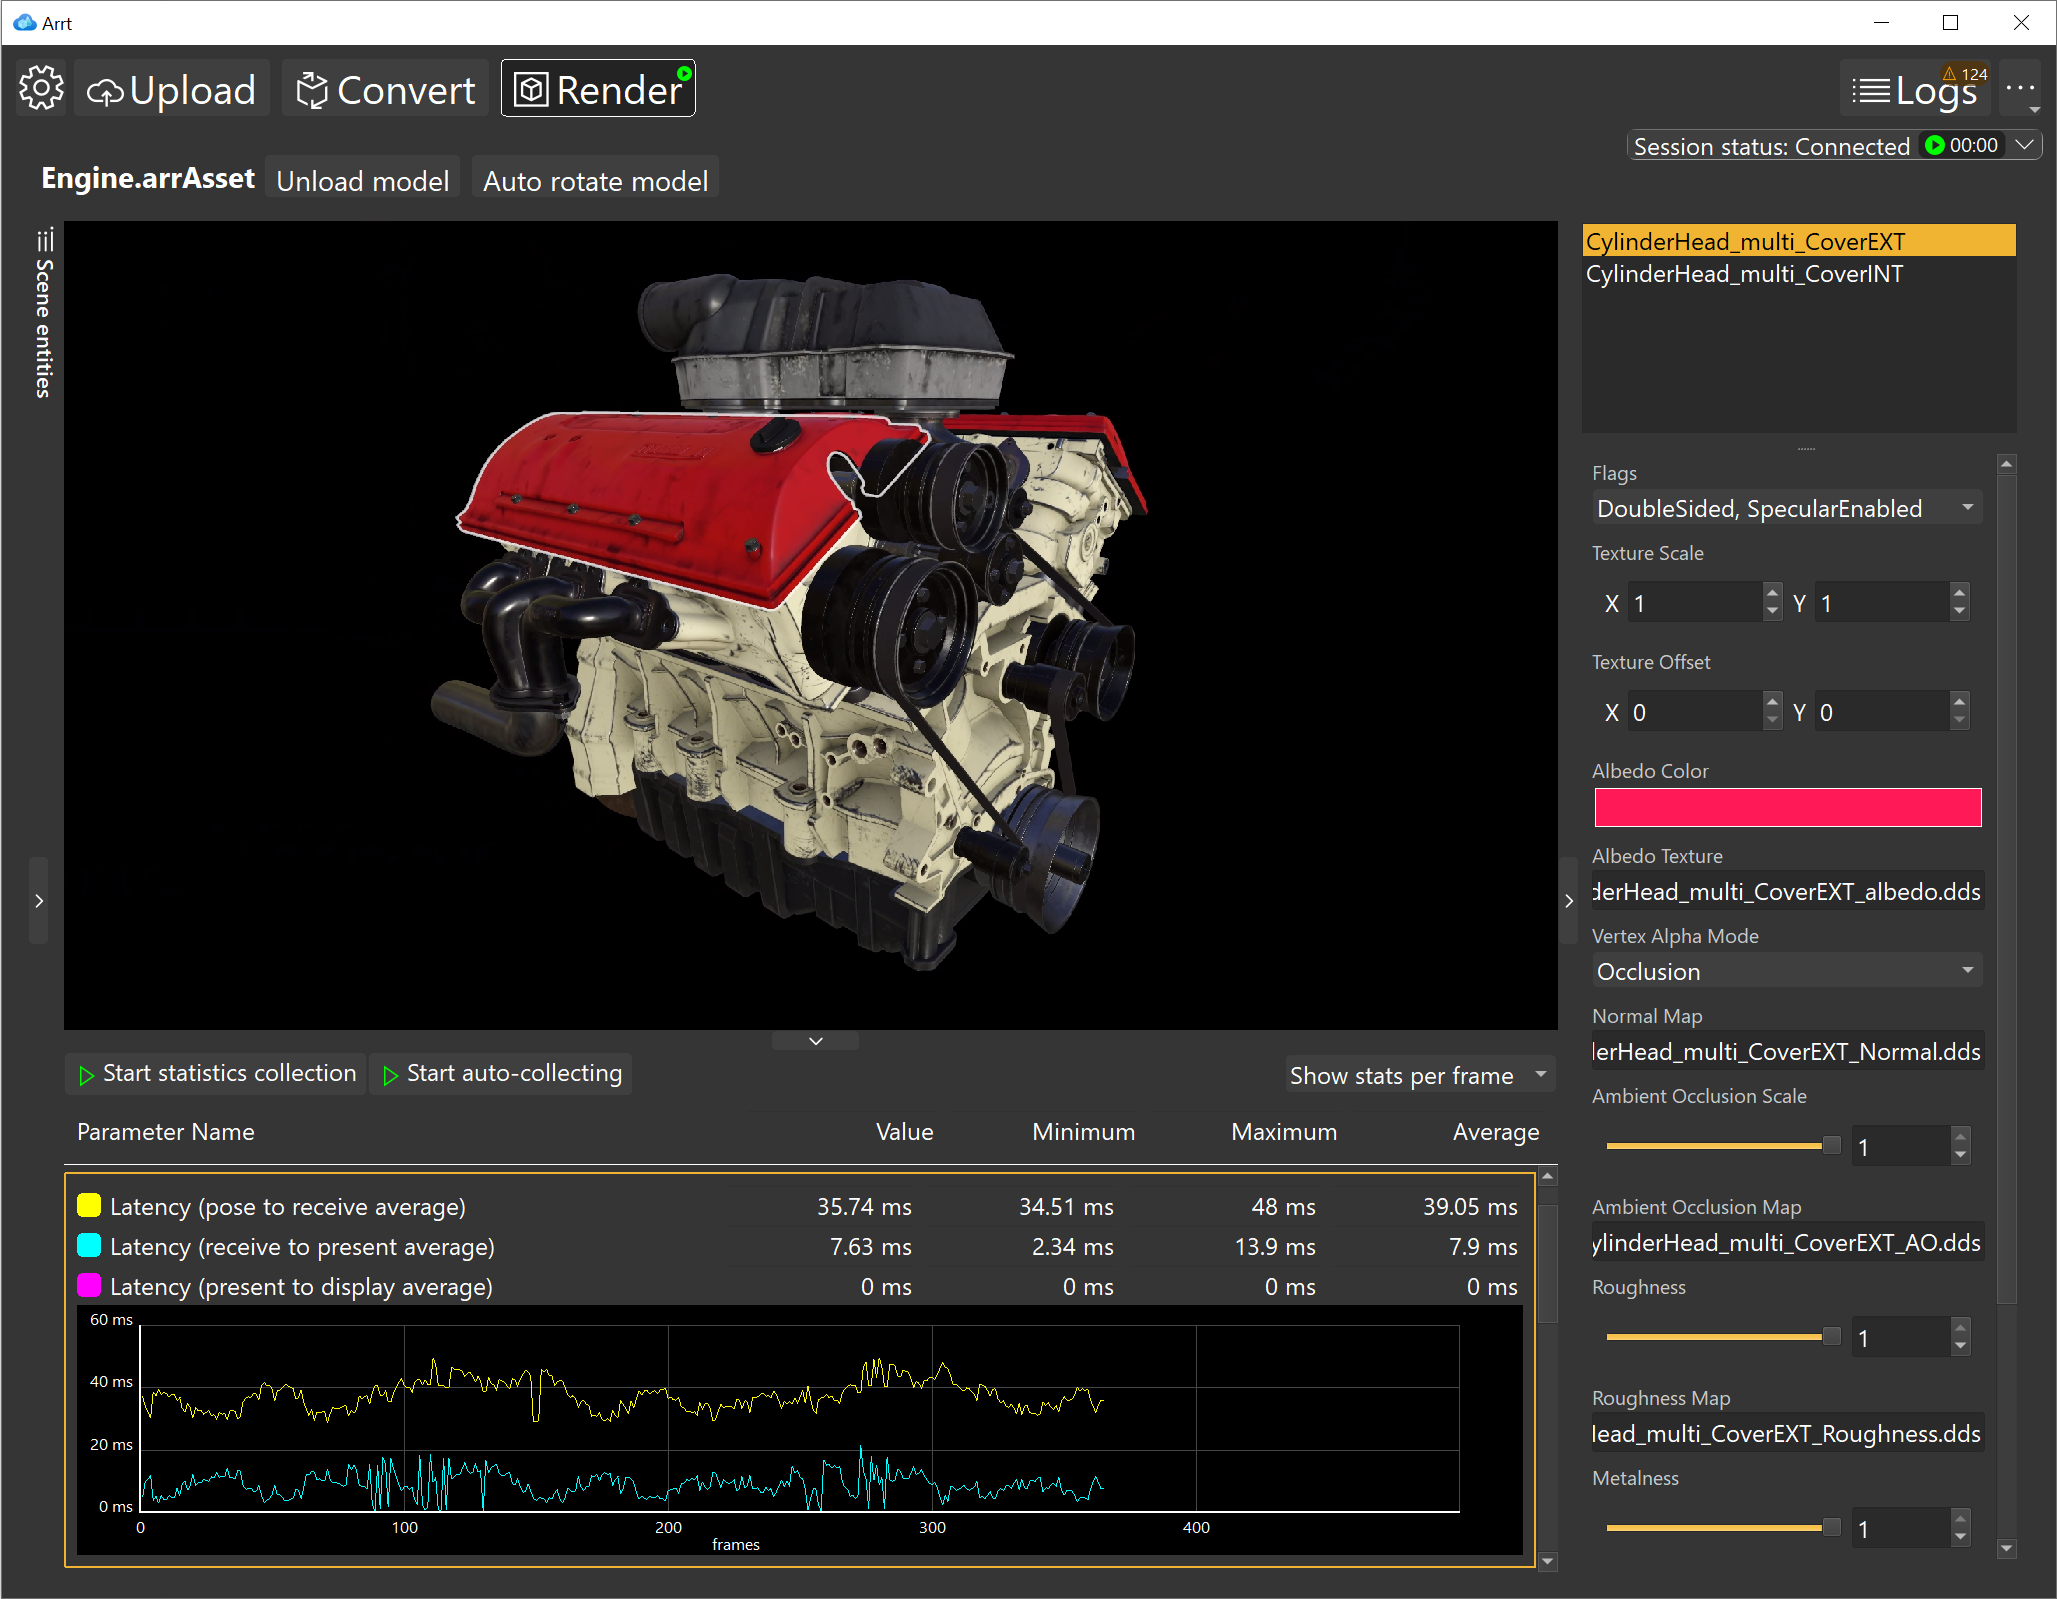 Arrt
Upload
Convert
Render
Logs
124
Session status: Connected 00:00
Engine.arrAsset
Unload model
Auto rotate model
Scene entities
CylinderHead_multi_CoverEXT
CylinderHead_multi_CoverINT
Flags
DoubleSided, SpecularEnabled
Texture Scale
X 1 Y 1
Texture Offset
X 0 Y 0
Albedo Color
Albedo Texture
derHead_multi_CoverEXT_albedo.dds
Vertex Alpha Mode
Occlusion
Normal Map
lerHead_multi_CoverEXT_Normal.dds
Ambient Occlusion Scale
1
Ambient Occlusion Map
ylinderHead_multi_CoverEXT_AO.dds
Roughness
1
Roughness Map
lead_multi_CoverEXT_Roughness.dds
Metalness
1
Start statistics collection
Start auto-collecting
Show stats per frame
Parameter Name Value Minimum Maximum Average
Latency (pose to receive average) 35.74 ms 34.51 ms 48 ms 39.05 ms
Latency (receive to present average) 7.63 ms 2.34 ms 13.9 ms 7.9 ms
Latency (present to display average) 0 ms 0 ms 0 ms 0 ms
60 ms
40 ms
20 ms
0 ms
0 100 200 300 400
frames